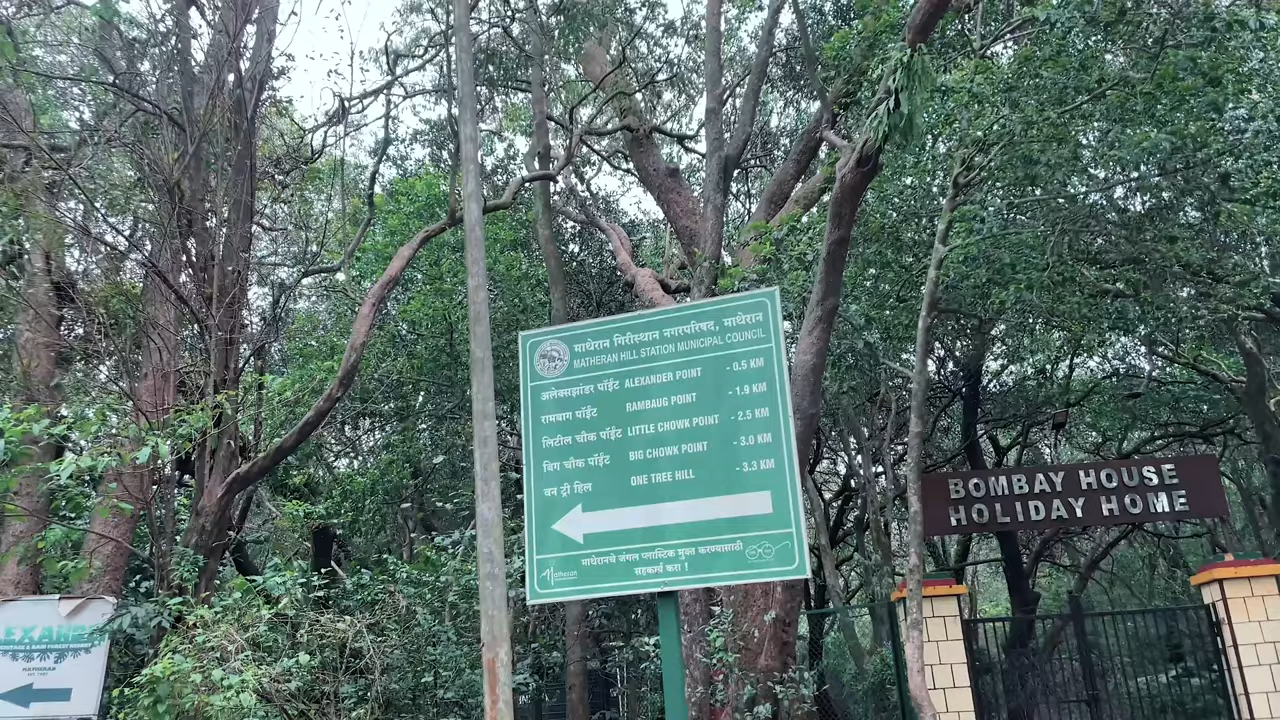 माथेरान गिरीस्थान नगरपरिषद, माथेरान
MATHERAN HILL STATION MUNICIPAL COUNCIL
अलेक्सझांडर पॉईंट ALEXANDER POINT - 0.5 KM
रामबाग पॉईंट RAMBAUG POINT - 1.9 KM
लिटील चौक पॉईंट LITTLE CHOWK POINT - 2.5 KM
बिग चौक पॉईंट BIG CHOWK POINT - 3.0 KM
वन ट्री हिल ONE TREE HILL - 3.3 KM
माथेरानचे जंगल प्लास्टिक मुक्त करण्यासाठी
सहकार्य करा !
Matheran
BOMBAY HOUSE
HOLIDAY HOME
MATHERAN